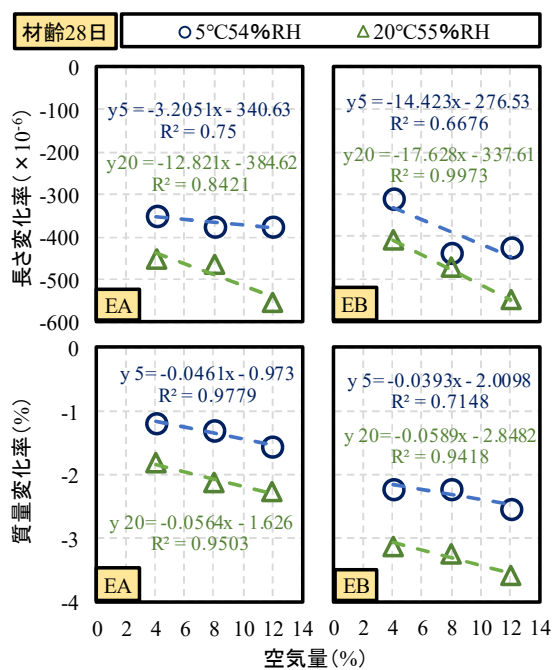 材齢28日
5℃54%RH 20℃55%RH
長さ変化率(×10⁻⁶)
0
-100
-200
-300
-400
-500
-600
y5 = -3.2051x - 340.63
R² = 0.75
y20 = -12.821x - 384.62
R² = 0.8421
EA
y5 = -14.423x - 276.53
R² = 0.6676
y20 = -17.628x - 337.61
R² = 0.9973
EB
質量変化率(%)
0
-1
-2
-3
-4
y 5= -0.0461x - 0.973
R² = 0.9779
y 20= -0.0564x - 1.626
R² = 0.9503
EA
y 5= -0.0393x - 2.0098
R² = 0.7148
y 20= -0.0589x - 2.8482
R² = 0.9418
EB
0 2 4 6 8 10 12 14 0 2 4 6 8 10 12 14
空気量(%)